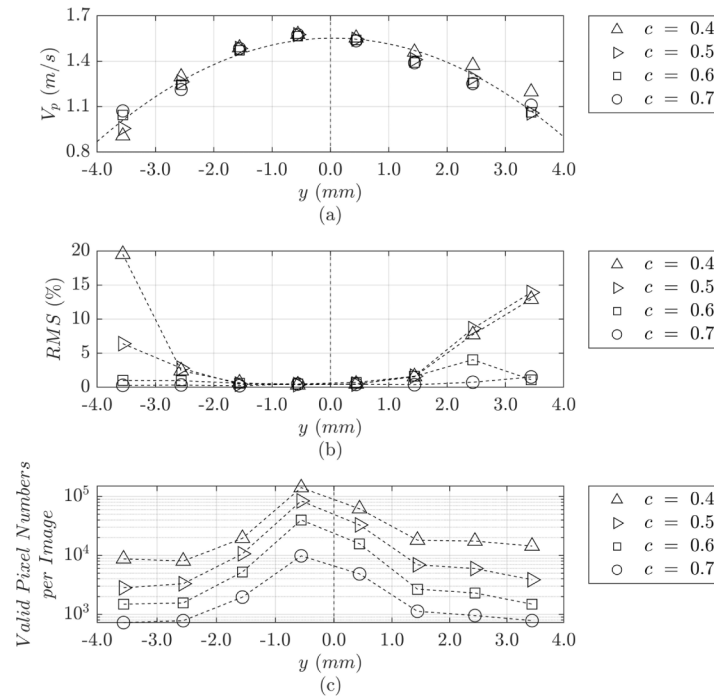 1.7
1.4
1.1
0.8
V_p (m/s)
-4.0 -3.0 -2.0 -1.0 0.0 1.0 2.0 3.0 4.0
y (mm)
(a)
c = 0.4
c = 0.5
c = 0.6
c = 0.7
20
15
10
5
0
RMS (%)
-4.0 -3.0 -2.0 -1.0 0.0 1.0 2.0 3.0 4.0
y (mm)
(b)
c = 0.4
c = 0.5
c = 0.6
c = 0.7
Valid Pixel Numbers
per Image
10^5
10^4
10^3
-4.0 -3.0 -2.0 -1.0 0.0 1.0 2.0 3.0 4.0
y (mm)
(c)
c = 0.4
c = 0.5
c = 0.6
c = 0.7